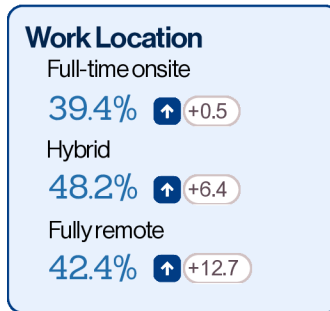 Work Location
Full-time onsite
39.4% +0.5
Hybrid
48.2% +6.4
Fully remote
42.4% +12.7